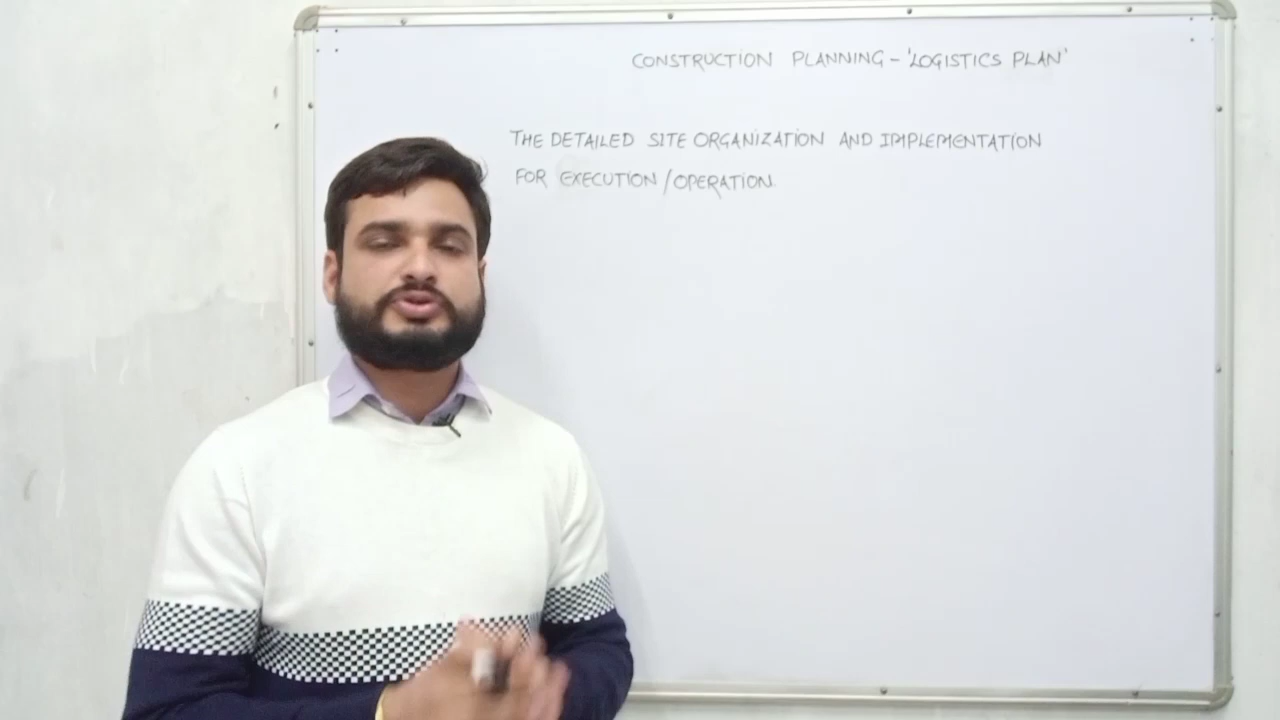 CONSTRUCTION PLANNING - 'LOGISTICS PLAN'
THE DETAILED SITE ORGANIZATION AND IMPLEMENTATION
FOR EXECUTION/OPERATION.